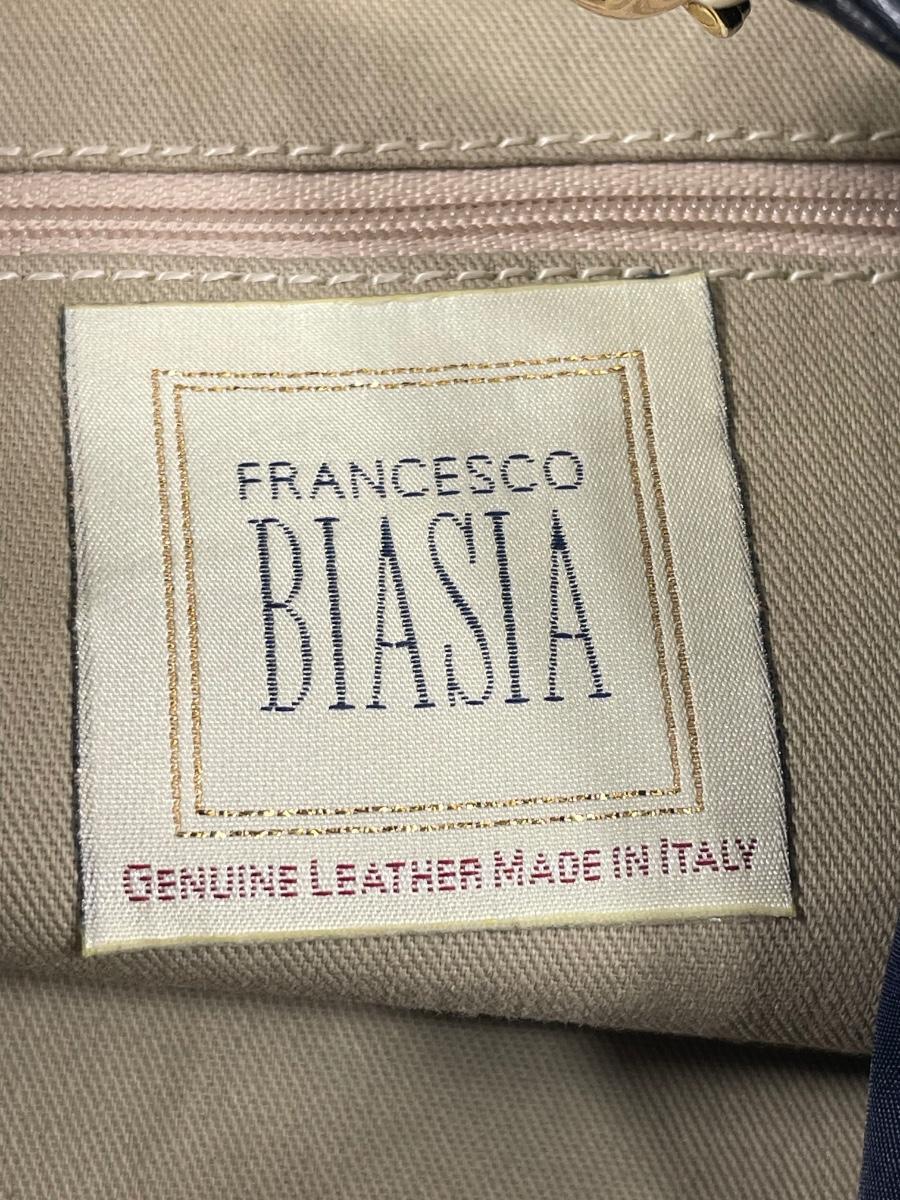 FRANCESCO
BIASIA
GENUINE LEATHER MADE IN ITALY